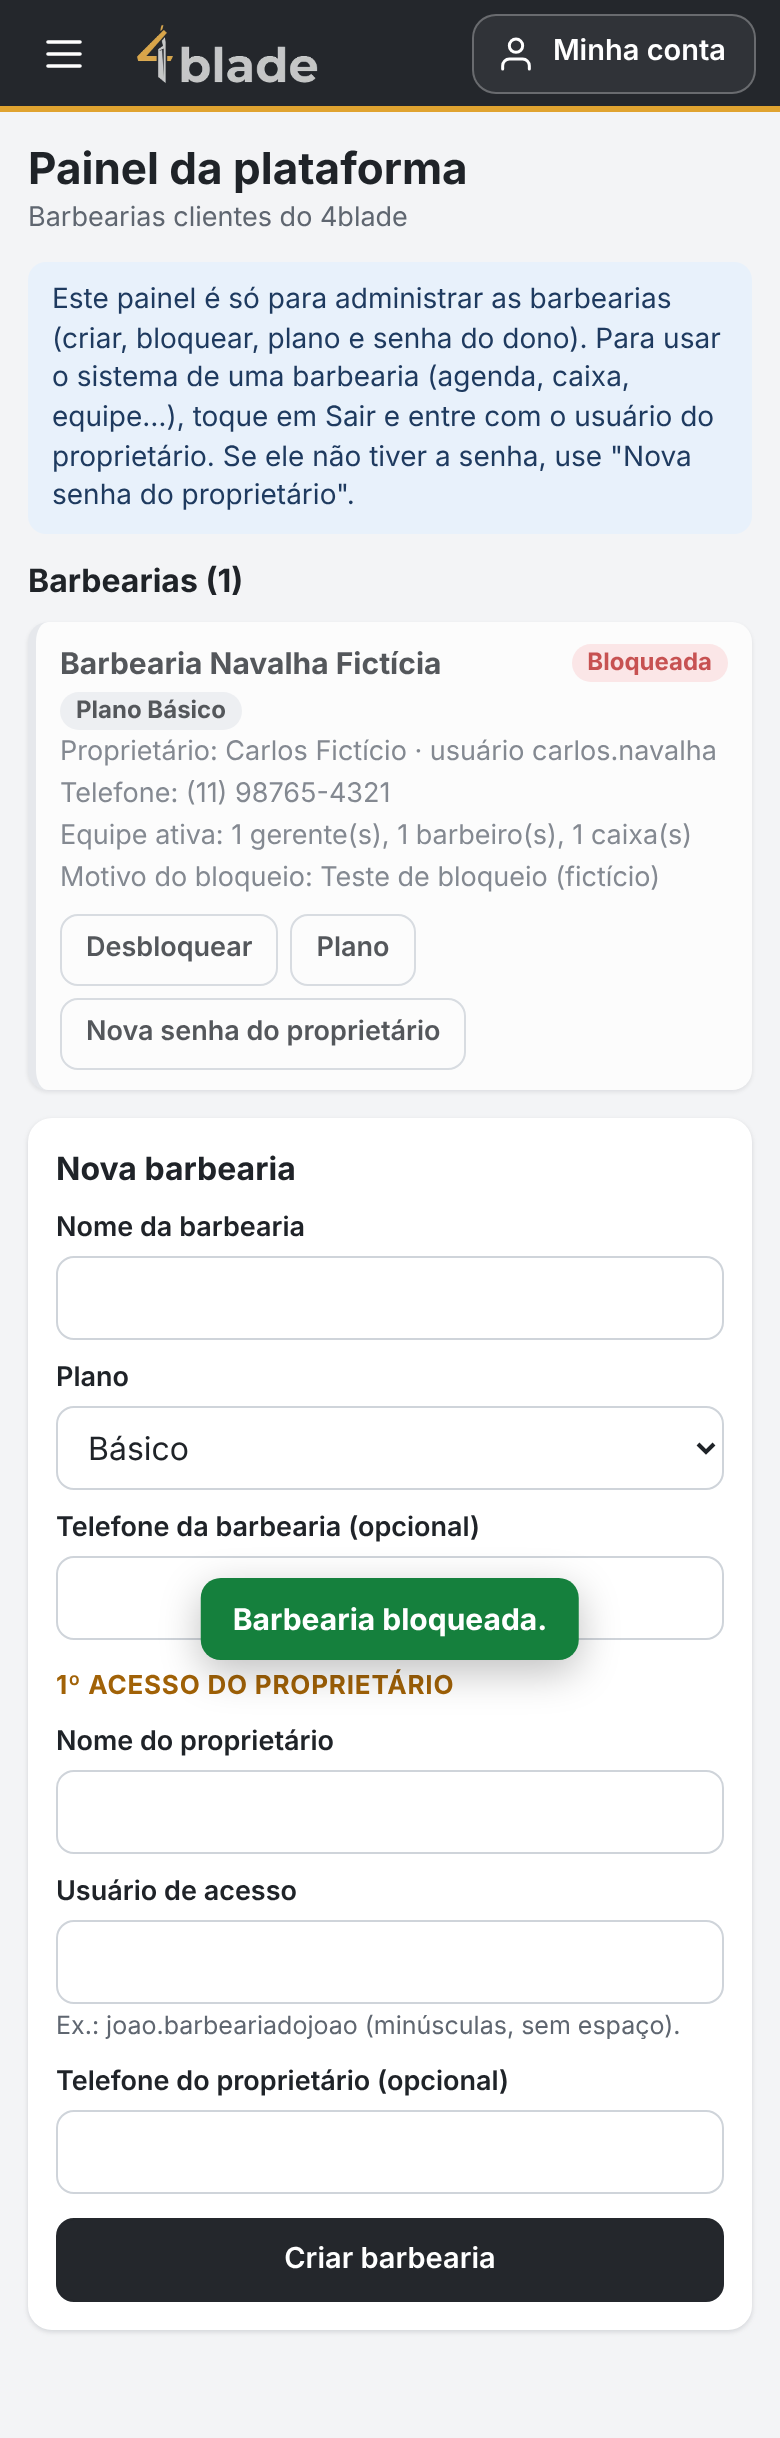 4blade
Minha conta
Painel da plataforma
Barbearias clientes do 4blade
Este painel é só para administrar as barbearias
(criar, bloquear, plano e senha do dono). Para usar
o sistema de uma barbearia (agenda, caixa,
equipe...), toque em Sair e entre com o usuário do
proprietário. Se ele não tiver a senha, use "Nova
senha do proprietário".
Barbearias (1)
Barbearia Navalha Fictícia
Bloqueada
Plano Básico
Proprietário: Carlos Fictício · usuário carlos.navalha
Telefone: (11) 98765-4321
Equipe ativa: 1 gerente(s), 1 barbeiro(s), 1 caixa(s)
Motivo do bloqueio: Teste de bloqueio (fictício)
Desbloquear
Plano
Nova senha do proprietário
Nova barbearia
Nome da barbearia
Plano
Básico
Telefone da barbearia (opcional)
Barbearia bloqueada.
1º ACESSO DO PROPRIETÁRIO
Nome do proprietário
Usuário de acesso
Ex.: joao.barbeariadojoao (minúsculas, sem espaço).
Telefone do proprietário (opcional)
Criar barbearia